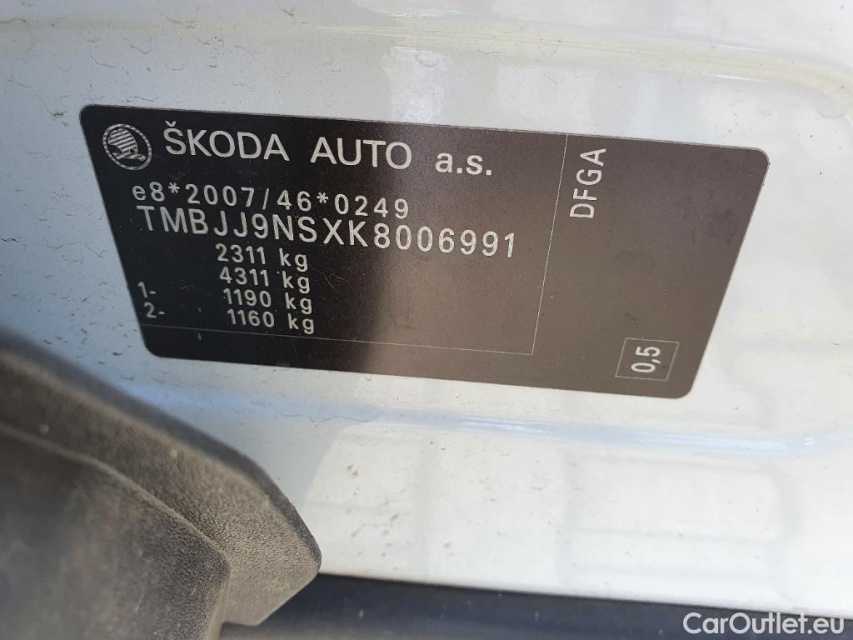 ŠKODA AUTO a.s.
e8*2007/46*0249
TMBJJ9NSXK8006991
2311 kg
4311 kg
1- 1190 kg
2- 1160 kg
DFGA
0,5
CarOutlet.eu